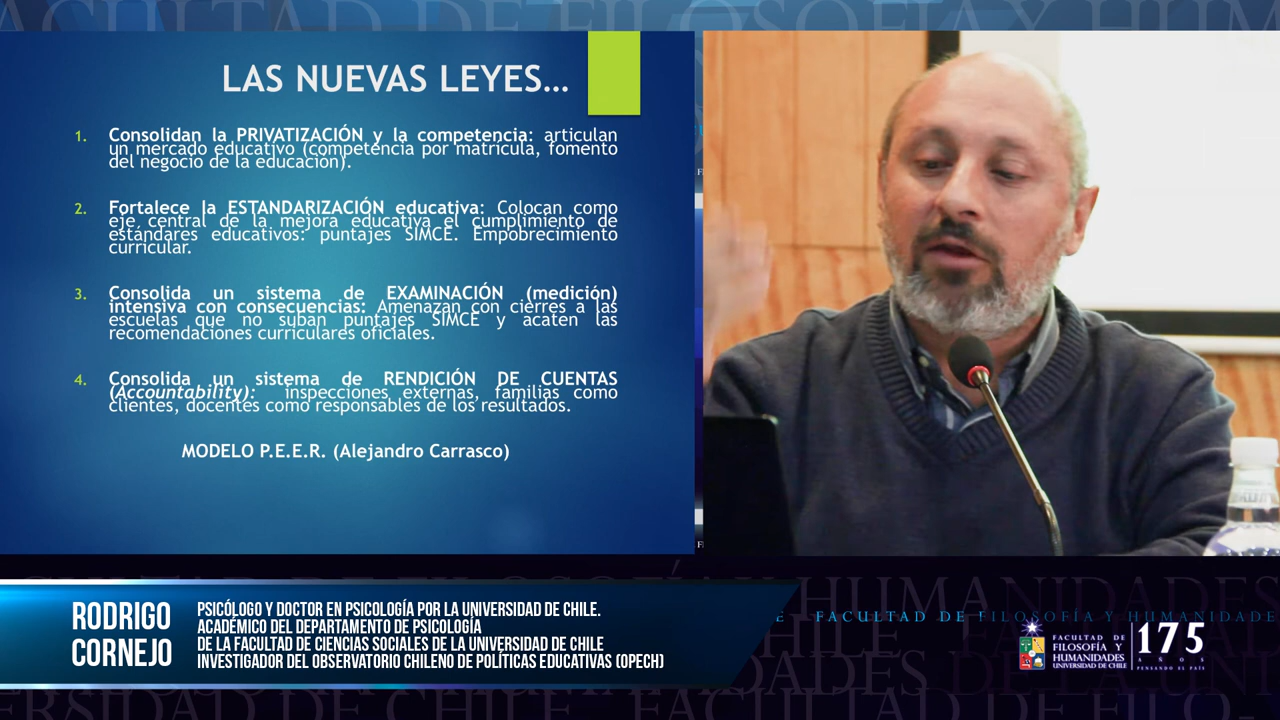 LAS NUEVAS LEYES...
1. Consolidan la PRIVATIZACIÓN y la competencia: articulan
un mercado educativo (competencia por matrícula, fomento
del negocio de la educación).
2. Fortalece la ESTANDARIZACIÓN educativa: Colocan como
eje central de la mejora educativa el cumplimiento de
estándares educativos: puntajes SIMCE. Empobrecimiento
curricular.
3. Consolida un sistema de EXAMINACIÓN (medición)
intensiva con consecuencias: Amenazan con cierres a las
escuelas que no suban puntajes SIMCE y acaten las
recomendaciones curriculares oficiales.
4. Consolida un sistema de RENDICIÓN DE CUENTAS
(Accountability): inspecciones externas, familias como
clientes, docentes como responsables de los resultados.
MODELO P.E.E.R. (Alejandro Carrasco)
RODRIGO
CORNEJO
PSICÓLOGO Y DOCTOR EN PSICOLOGÍA POR LA UNIVERSIDAD DE CHILE.
ACADÉMICO DEL DEPARTAMENTO DE PSICOLOGÍA
DE LA FACULTAD DE CIENCIAS SOCIALES DE LA UNIVERSIDAD DE CHILE
INVESTIGADOR DEL OBSERVATORIO CHILENO DE POLÍTICAS EDUCATIVAS (OPECH)
FACULTAD DE FILOSOFÍA Y HUMANIDADES
FACULTAD DE
FILOSOFÍA Y
HUMANIDADES
UNIVERSIDAD DE CHILE
175
AÑOS
PENSANDO EL PAÍS